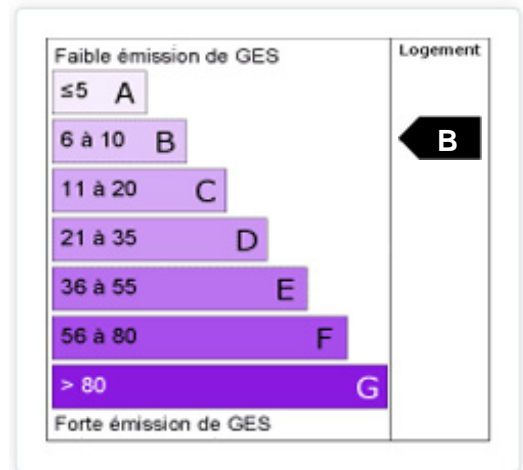 Faible émission de GES
Logement
≤5 A
6 à 10 B
B
11 à 20 C
21 à 35 D
36 à 55 E
56 à 80 F
> 80 G
Forte émission de GES